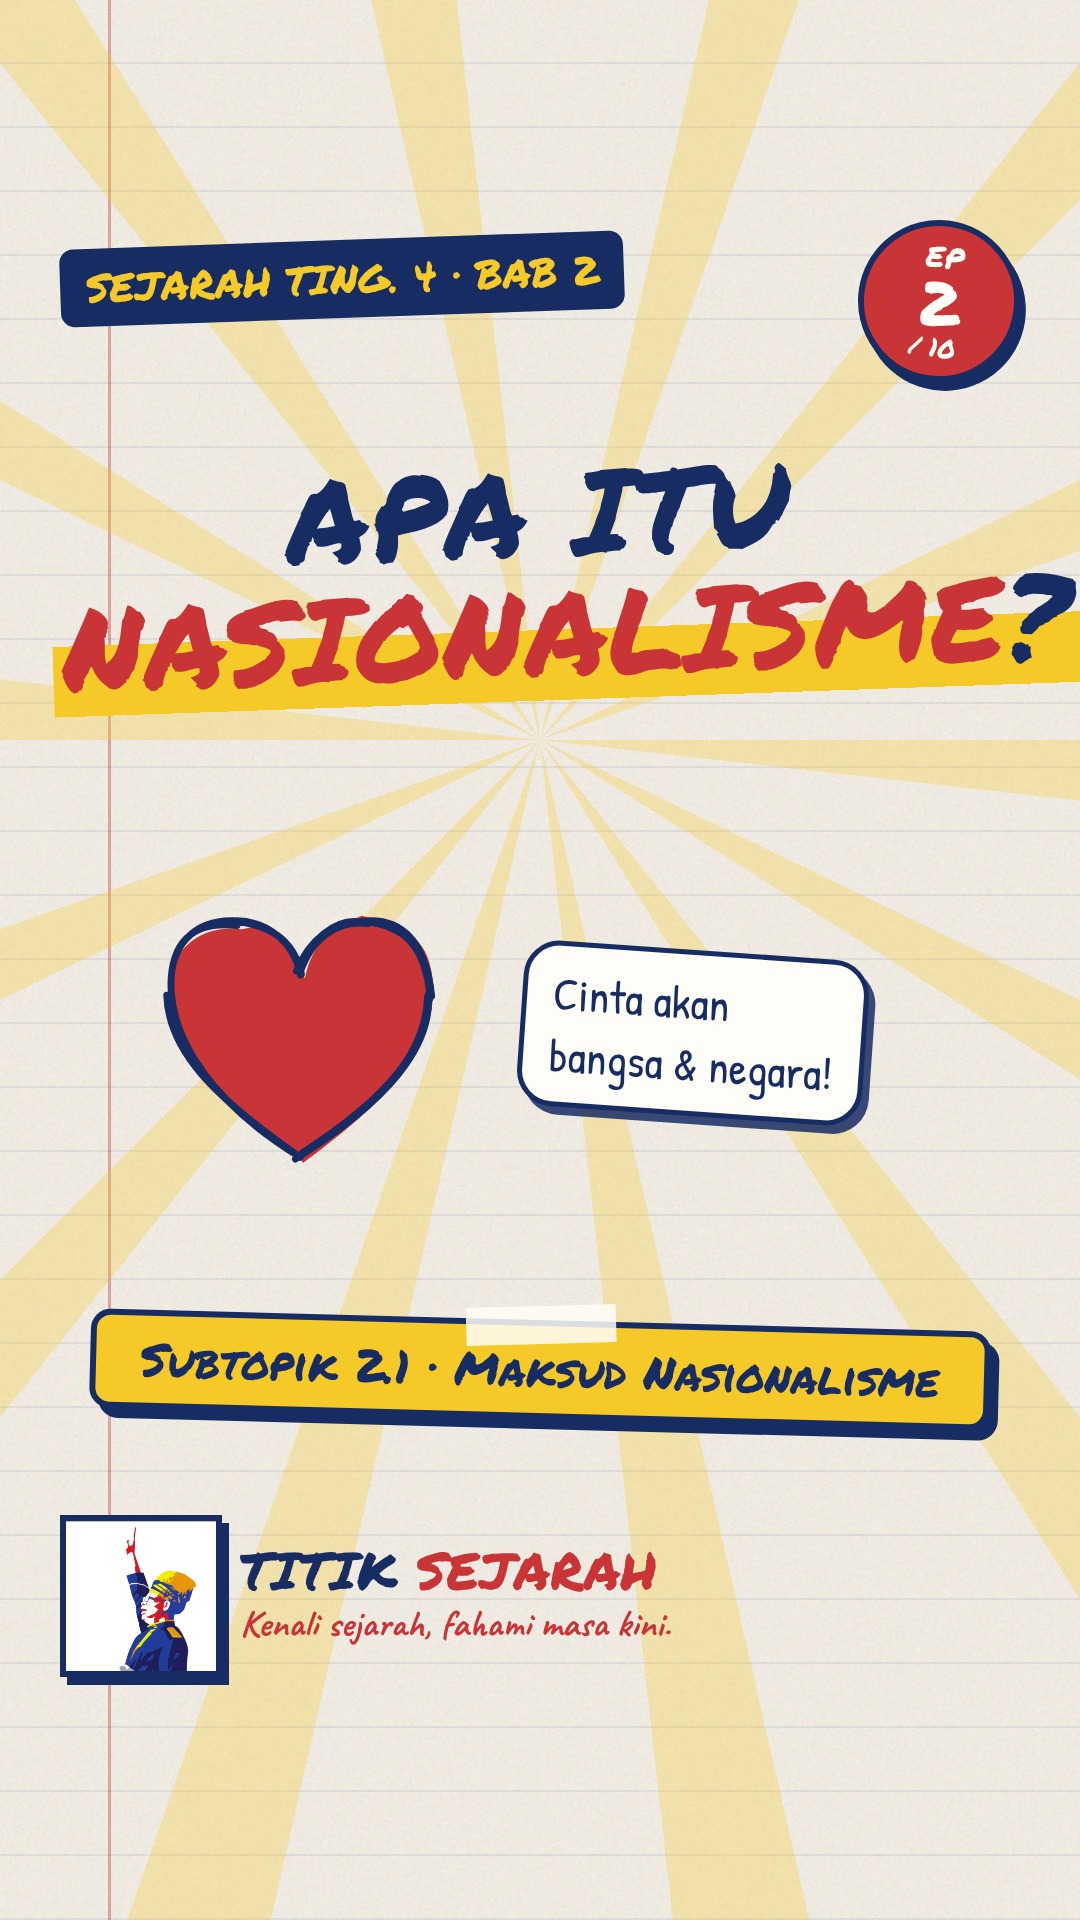 SEJARAH TING. 4 · BAB 2
EP
2
/ 10
APA ITU
NASIONALISME?
Cinta akan
bangsa & negara!
SUBTOPIK 2.1 · MAKSUD NASIONALISME
TITIK SEJARAH
Kenali sejarah, fahami masa kini.